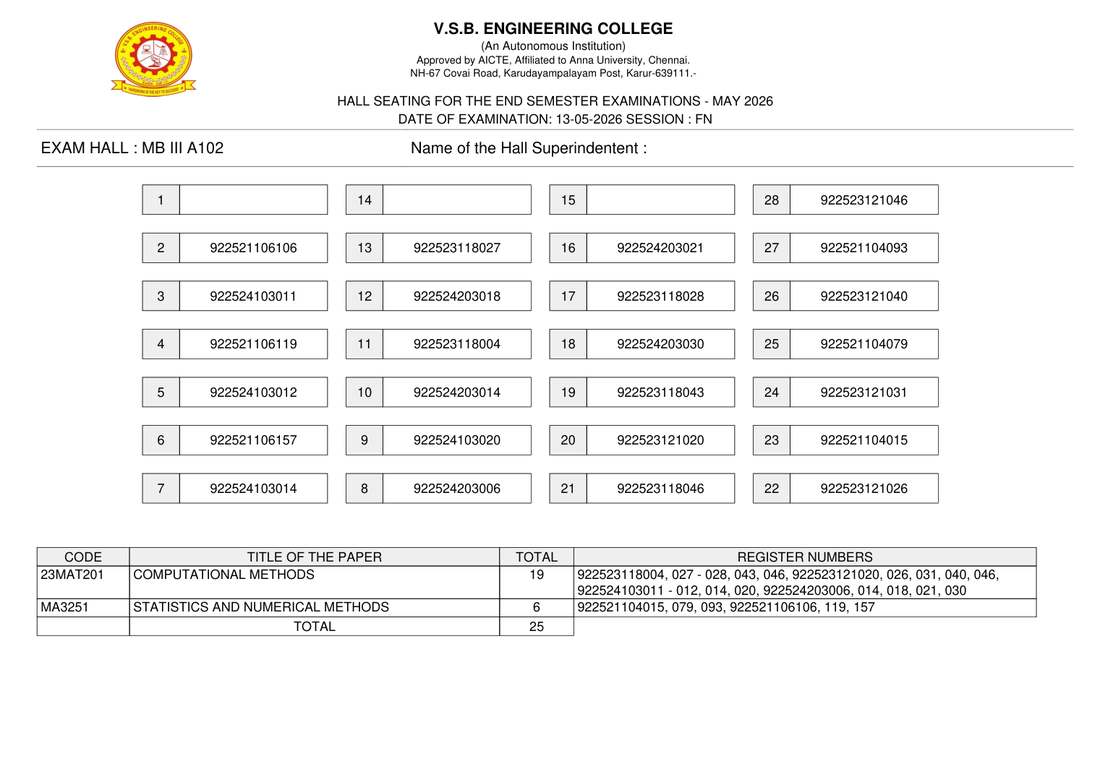 V.S.B. ENGINEERING COLLEGE
(An Autonomous Institution)
Approved by AICTE, Affiliated to Anna University, Chennai.
NH-67 Covai Road, Karudayampalayam Post, Karur-639111.-
HALL SEATING FOR THE END SEMESTER EXAMINATIONS - MAY 2026
DATE OF EXAMINATION: 13-05-2026 SESSION : FN
EXAM HALL : MB III A102 Name of the Hall Superindentent :
1 14 15 28 922523121046
2 922521106106 13 922523118027 16 922524203021 27 922521104093
3 922524103011 12 922524203018 17 922523118028 26 922523121040
4 922521106119 11 922523118004 18 922524203030 25 922521104079
5 922524103012 10 922524203014 19 922523118043 24 922523121031
6 922521106157 9 922524103020 20 922523121020 23 922521104015
7 922524103014 8 922524203006 21 922523118046 22 922523121026
CODE TITLE OF THE PAPER TOTAL REGISTER NUMBERS
23MAT201 COMPUTATIONAL METHODS 19 922523118004, 027 - 028, 043, 046, 922523121020, 026, 031, 040, 046,
922524103011 - 012, 014, 020, 922524203006, 014, 018, 021, 030
MA3251 STATISTICS AND NUMERICAL METHODS 6 922521104015, 079, 093, 922521106106, 119, 157
TOTAL 25